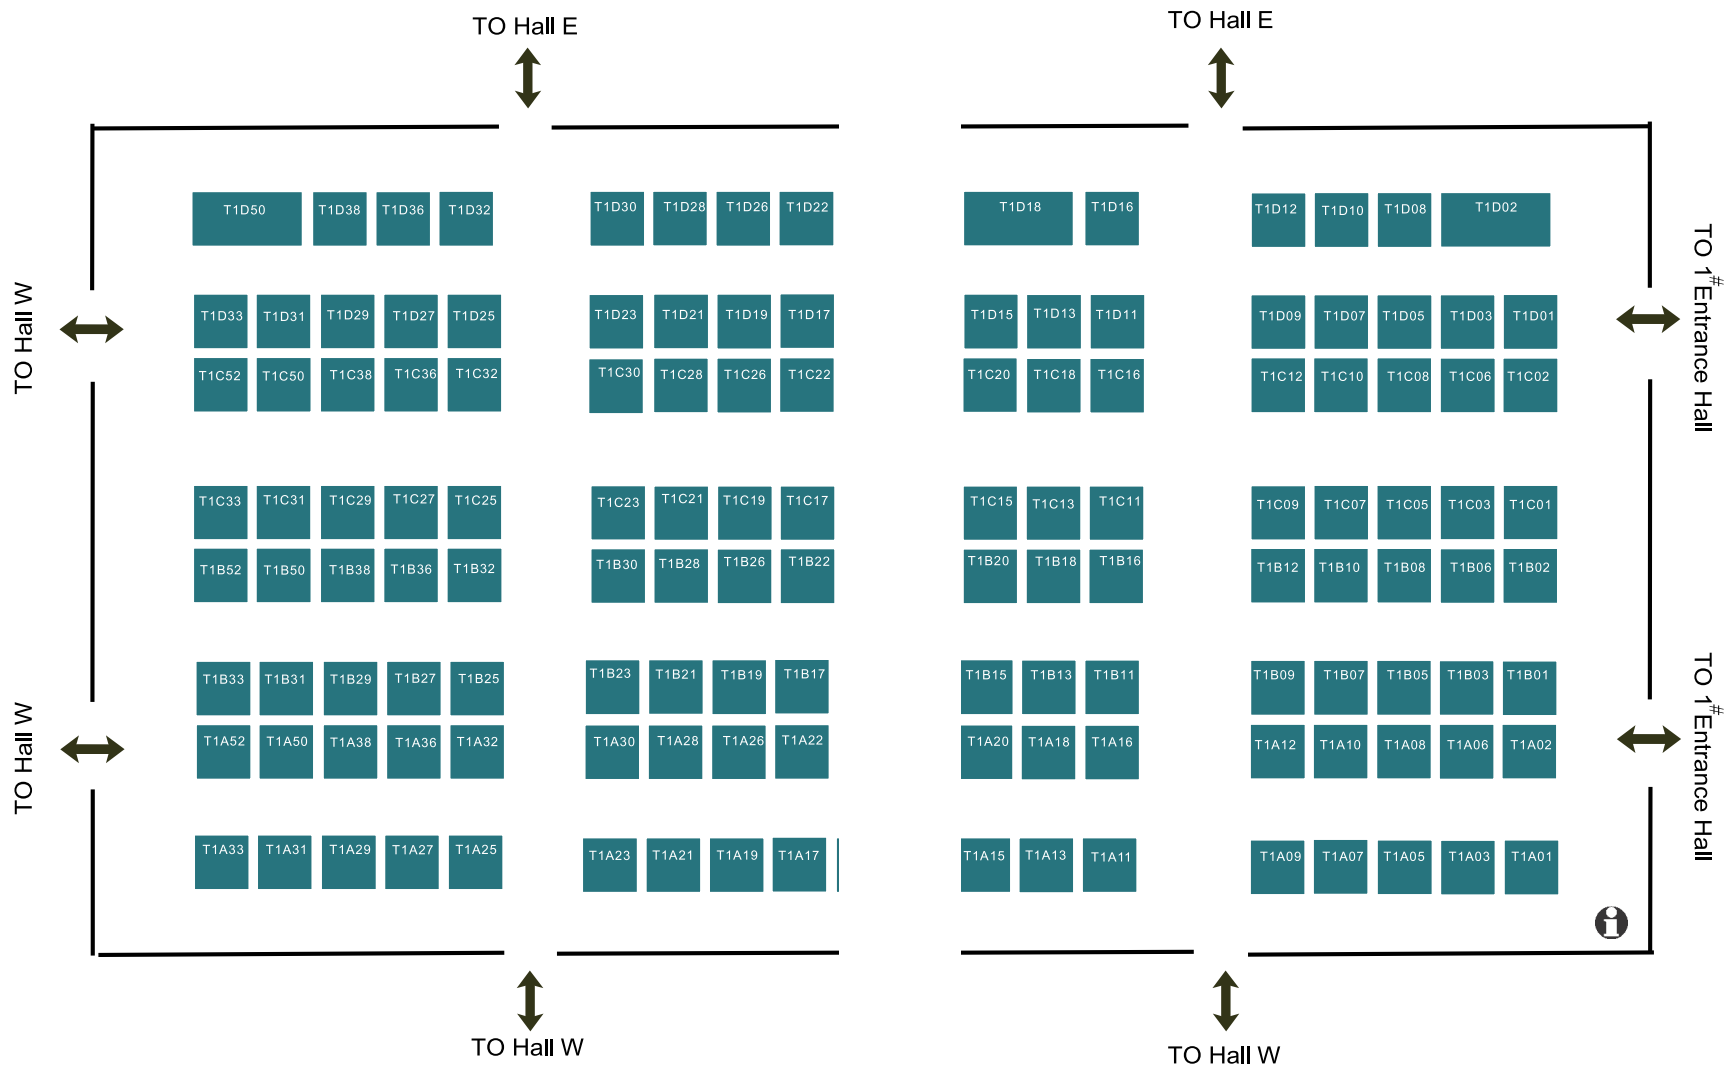 TO Hall E
TO Hall E
T1D50 T1D38 T1D36 T1D32 T1D30 T1D28 T1D26 T1D22 T1D18 T1D16 T1D12 T1D10 T1D08 T1D02
TO Hall W
TO 1# Entrance Hall
T1D33 T1D31 T1D29 T1D27 T1D25 T1D23 T1D21 T1D19 T1D17 T1D15 T1D13 T1D11 T1D09 T1D07 T1D05 T1D03 T1D01
T1C52 T1C50 T1C38 T1C36 T1C32 T1C30 T1C28 T1C26 T1C22 T1C20 T1C18 T1C16 T1C12 T1C10 T1C08 T1C06 T1C02
T1C33 T1C31 T1C29 T1C27 T1C25 T1C23 T1C21 T1C19 T1C17 T1C15 T1C13 T1C11 T1C09 T1C07 T1C05 T1C03 T1C01
T1B52 T1B50 T1B38 T1B36 T1B32 T1B30 T1B28 T1B26 T1B22 T1B20 T1B18 T1B16 T1B12 T1B10 T1B08 T1B06 T1B02
T1B33 T1B31 T1B29 T1B27 T1B25 T1B23 T1B21 T1B19 T1B17 T1B15 T1B13 T1B11 T1B09 T1B07 T1B05 T1B03 T1B01
TO Hall W
TO 1# Entrance Hall
T1A52 T1A50 T1A38 T1A36 T1A32 T1A30 T1A28 T1A26 T1A22 T1A20 T1A18 T1A16 T1A12 T1A10 T1A08 T1A06 T1A02
T1A33 T1A31 T1A29 T1A27 T1A25 T1A23 T1A21 T1A19 T1A17 T1A15 T1A13 T1A11 T1A09 T1A07 T1A05 T1A03 T1A01
TO Hall W
TO Hall W